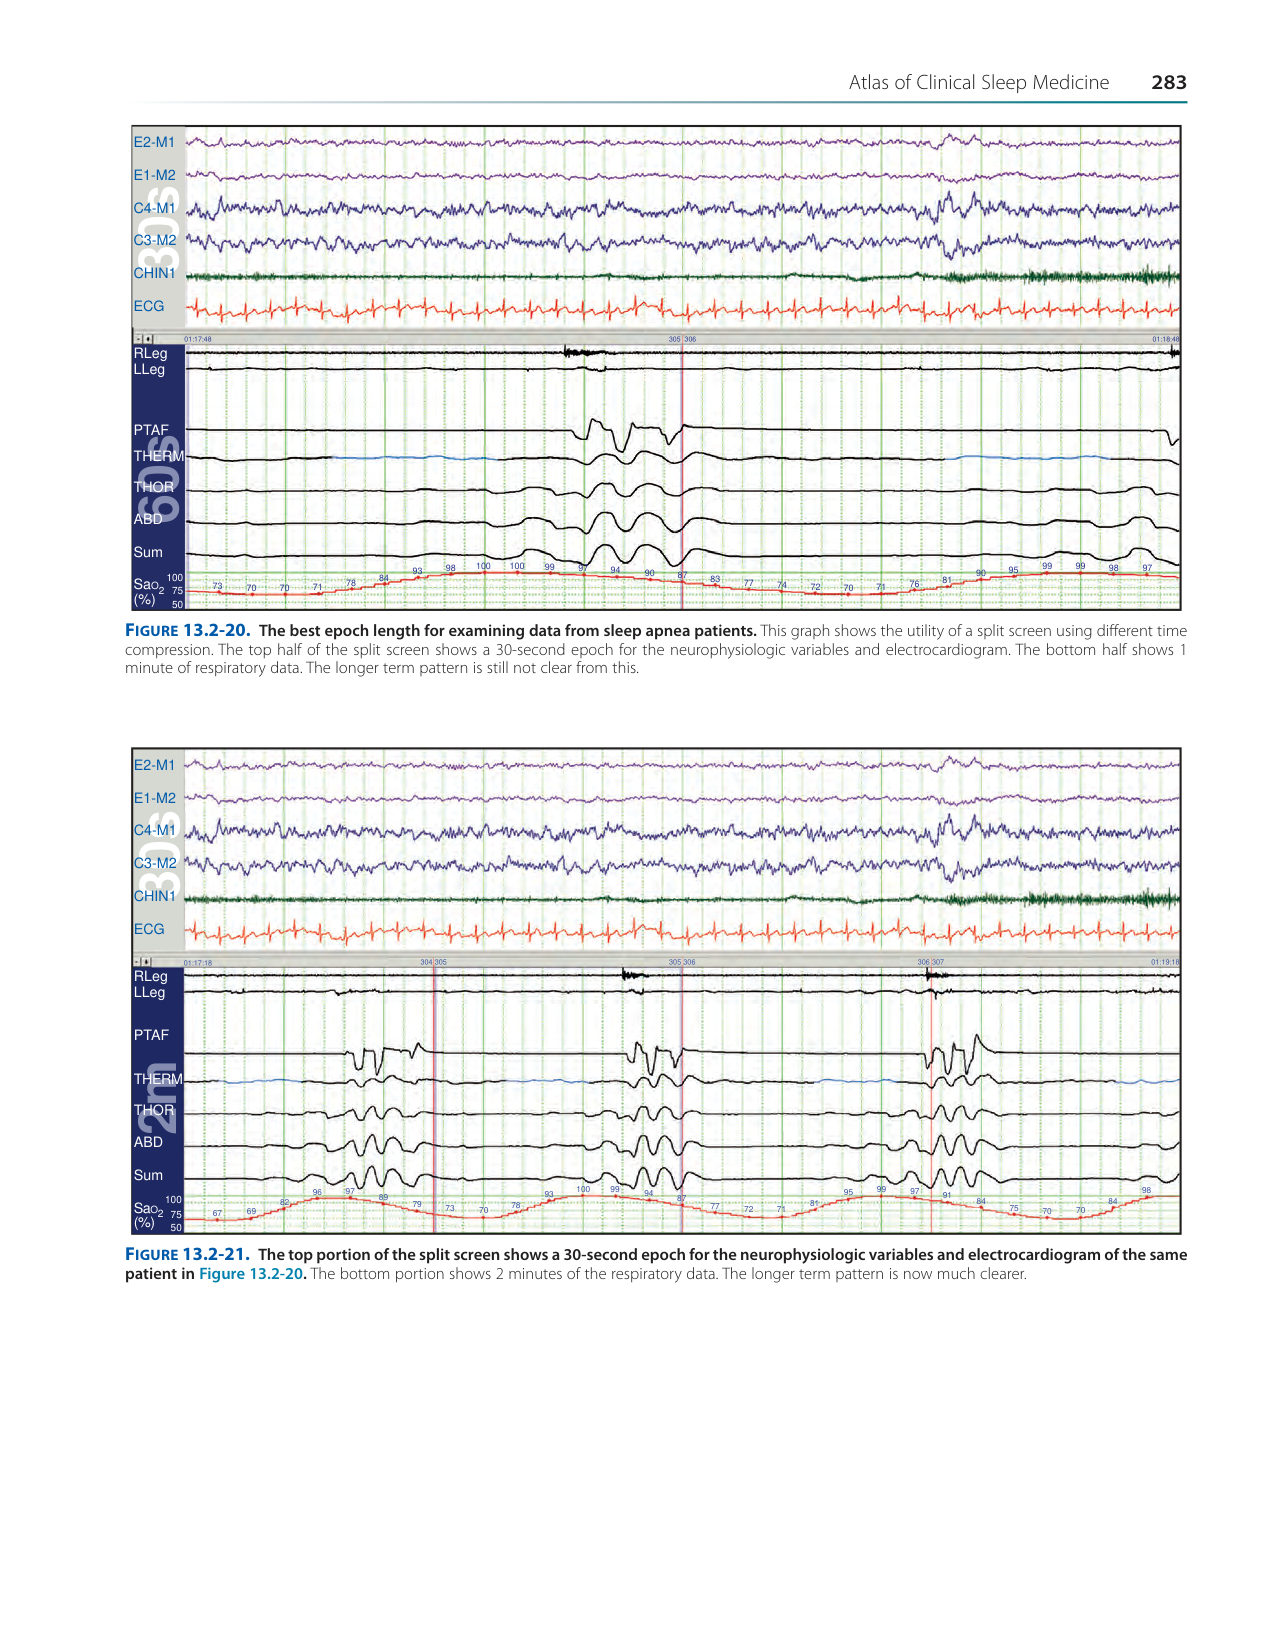 Atlas of Clinical Sleep Medicine 283
E2-M1
E1-M2
C4-M1
C3-M2
CHIN1
ECG
30s
01:17:48 305 306 01:18:48
RLeg
LLeg
PTAF
THERM
THOR
ABD
Sum
60s
SaO2 (%) 100 75 50
73 70 70 71 78 84 93 98 100 100 99 97 94 90 87 83 77 74 72 70 71 76 81 90 95 99 99 98 97
FIGURE 13.2-20. The best epoch length for examining data from sleep apnea patients. This graph shows the utility of a split screen using different time
compression. The top half of the split screen shows a 30-second epoch for the neurophysiologic variables and electrocardiogram. The bottom half shows 1
minute of respiratory data. The longer term pattern is still not clear from this.
E2-M1
E1-M2
C4-M1
C3-M2
CHIN1
ECG
30s
01:17:18 304 305 305 306 306 307 01:19:18
RLeg
LLeg
PTAF
THERM
THOR
ABD
Sum
2m
SaO2 (%) 100 75 50
67 69 82 96 97 89 79 73 70 78 93 100 99 94 87 77 72 71 81 95 99 97 91 84 75 70 70 84 98
FIGURE 13.2-21. The top portion of the split screen shows a 30-second epoch for the neurophysiologic variables and electrocardiogram of the same
patient in Figure 13.2-20. The bottom portion shows 2 minutes of the respiratory data. The longer term pattern is now much clearer.